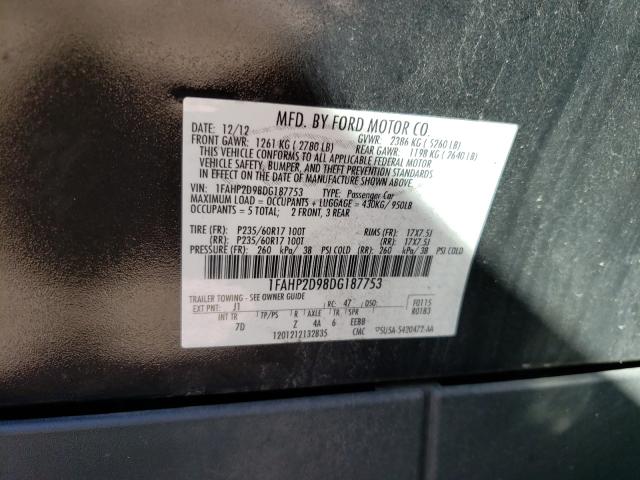 MFD. BY FORD MOTOR CO.
DATE: 12/12 GVWR: 2386 KG ( 5260 LB)
FRONT GAWR: 1261 KG ( 2780 LB) REAR GAWR: 1198 KG ( 2640 LB)
THIS VEHICLE CONFORMS TO ALL APPLICABLE FEDERAL MOTOR
VEHICLE SAFETY, BUMPER, AND THEFT PREVENTION STANDARDS
IN EFFECT ON THE DATE OF MANUFACTURE SHOWN ABOVE.
VIN: 1FAHP2D98DG187753 TYPE: Passenger Car
MAXIMUM LOAD = OCCUPANTS + LUGGAGE = 430KG/ 950LB
OCCUPANTS = 5 TOTAL; 2 FRONT, 3 REAR
TIRE (FR): P235/60R17 100T RIMS (FR): 17X7.5J
(RR): P235/60R17 100T (RR): 17X7.5J
PRESSURE (FR): 260 kPa/ 38 PSI COLD (RR): 260 kPa/ 38 PSI COLD
1FAHP2D98DG187753
TRAILER TOWING - SEE OWNER GUIDE F0115
EXT PNT: J1 RC: 47 DSO: R0183
INT TR TP/PS R AXLE TR SPR
7D Z 4A 6 EEBB
1201212132835 CMC 5U5A-5420472-AA